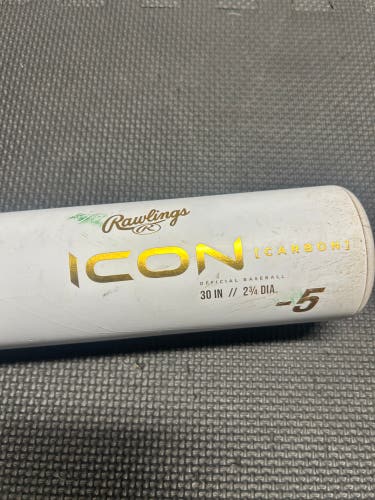 Rawlings
R
ICON [CARBON]
OFFICIAL BASEBALL
30 IN // 2¾ DIA.
-5